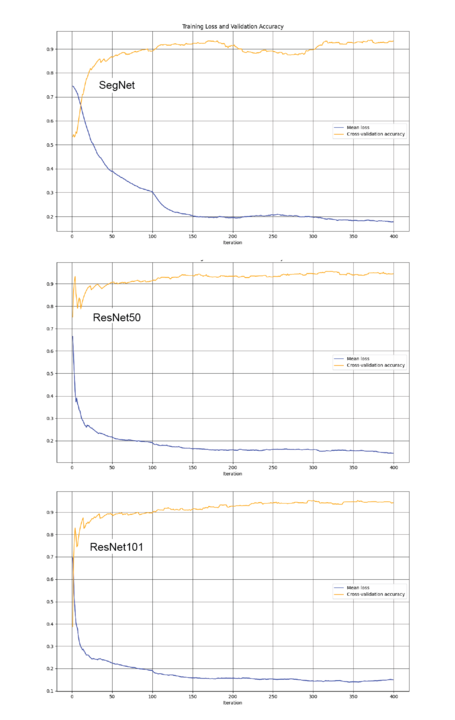 Training Loss and Validation Accuracy
0.9
0.8
SegNet
0.7
0.6
Mean loss
Cross-validation accuracy
0.5
0.4
0.3
0.2
0 50 100 150 200 250 300 350 400
Iteration
0.9
0.8
ResNet50
0.7
0.6
Mean loss
Cross-validation accuracy
0.5
0.4
0.3
0.2
0 50 100 150 200 250 300 350 400
Iteration
0.9
0.8
ResNet101
0.7
0.6
Mean loss
Cross-validation accuracy
0.5
0.4
0.3
0.2
0.1
0 50 100 150 200 250 300 350 400
Iteration